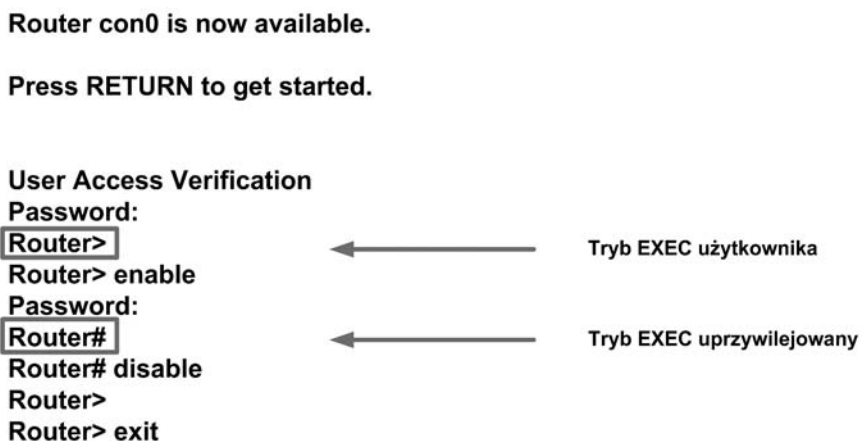 Router con0 is now available.
Press RETURN to get started.
User Access Verification
Password:
Router>
Tryb EXEC użytkownika
Router> enable
Password:
Router#
Tryb EXEC uprzywilejowany
Router# disable
Router>
Router> exit